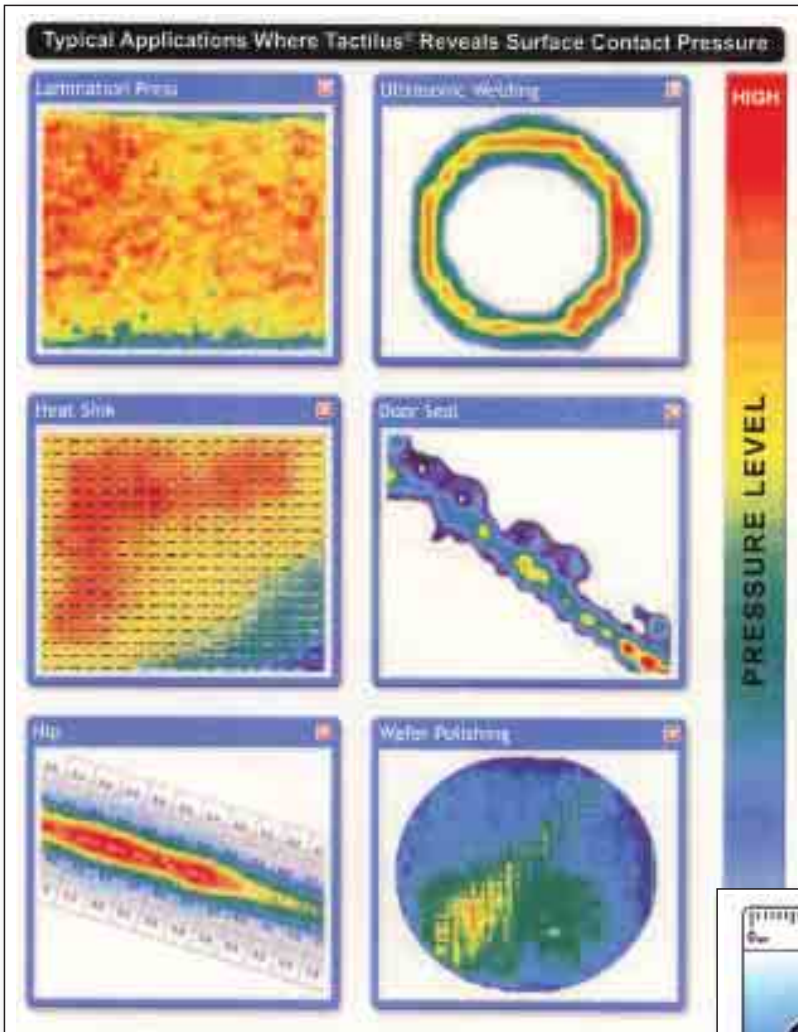 Typical Applications Where Tactilus® Reveals Surface Contact Pressure
Lamination Press
Ultrasonic Welding
HIGH
Heat Sink
Door Seal
PRESSURE LEVEL
Nip
Wafer Polishing